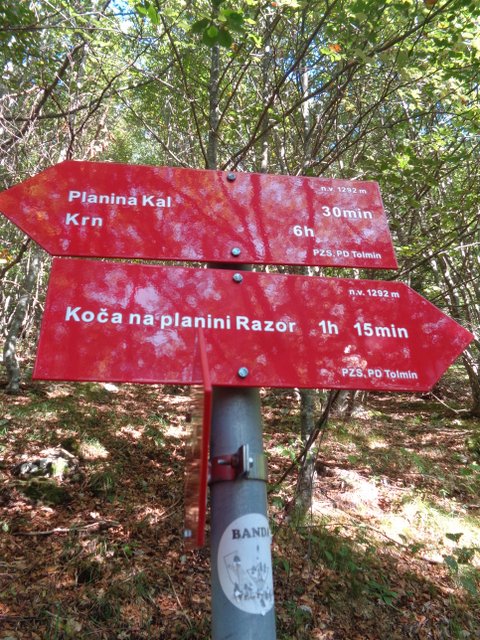 n.v. 1292 m
Planina Kal 30min
Krn 6h
PZS, PD Tolmin
n.v. 1292 m
Koča na planini Razor 1h 15min
PZS, PD Tolmin
BANDA